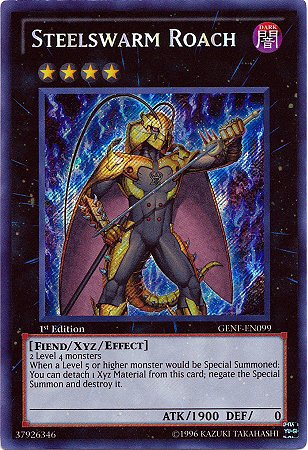 STEELSWARM ROACH
DARK
闇
1st Edition
GENF-EN099
[FIEND/XYZ/EFFECT]
2 Level 4 monsters
When a Level 5 or higher monster would be Special Summoned:
You can detach 1 Xyz Material from this card; negate the Special
Summon and destroy it.
ATK/1900 DEF/ 0
37926346
©1996 KAZUKI TAKAHASHI